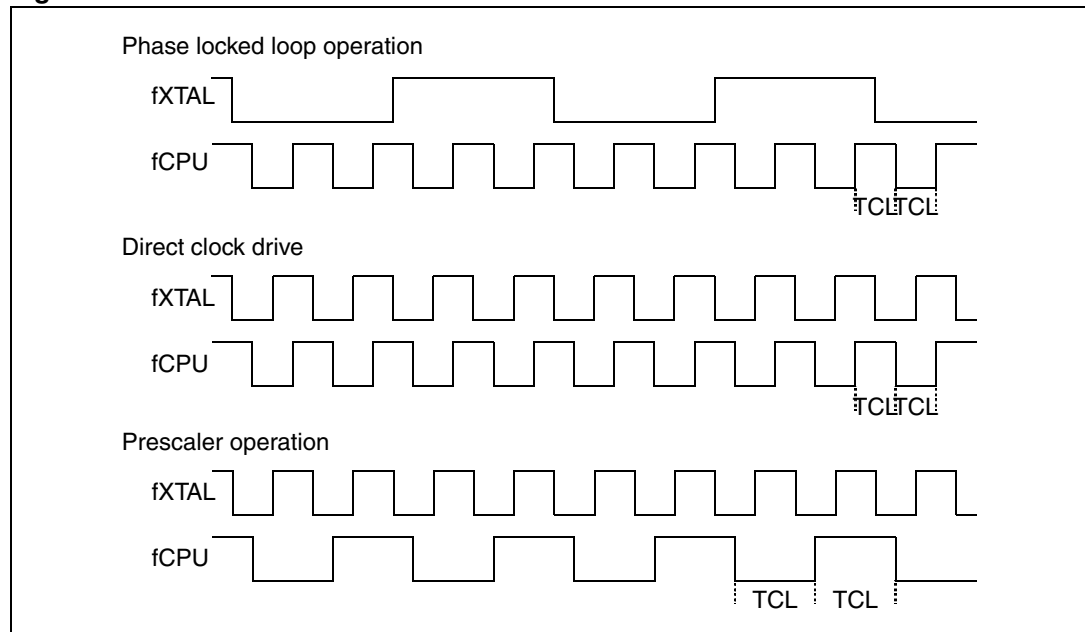 Phase locked loop operation
fXTAL
fCPU
TCL TCL
Direct clock drive
fXTAL
fCPU
TCL TCL
Prescaler operation
fXTAL
fCPU
TCL TCL